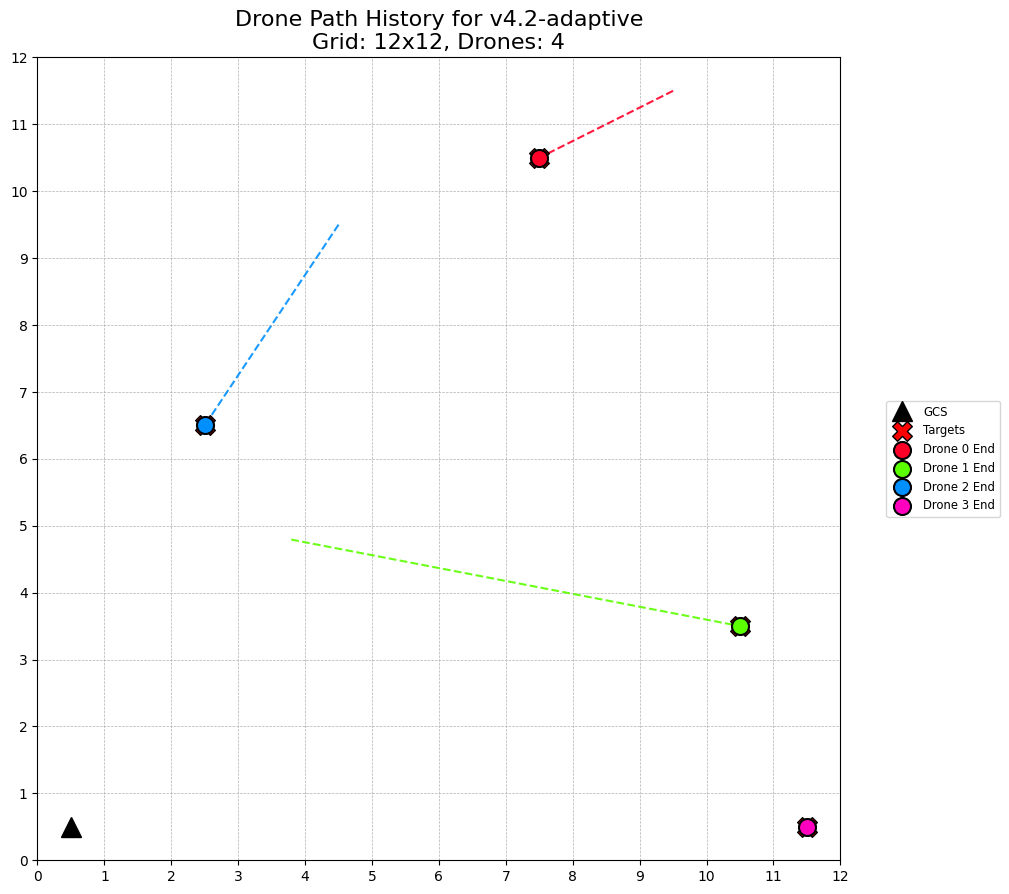 Drone Path History for v4.2-adaptive
Grid: 12x12, Drones: 4
12
11
10
9
8
7
6
5
4
3
2
1
0
0 1 2 3 4 5 6 7 8 9 10 11 12
GCS
Targets
Drone 0 End
Drone 1 End
Drone 2 End
Drone 3 End